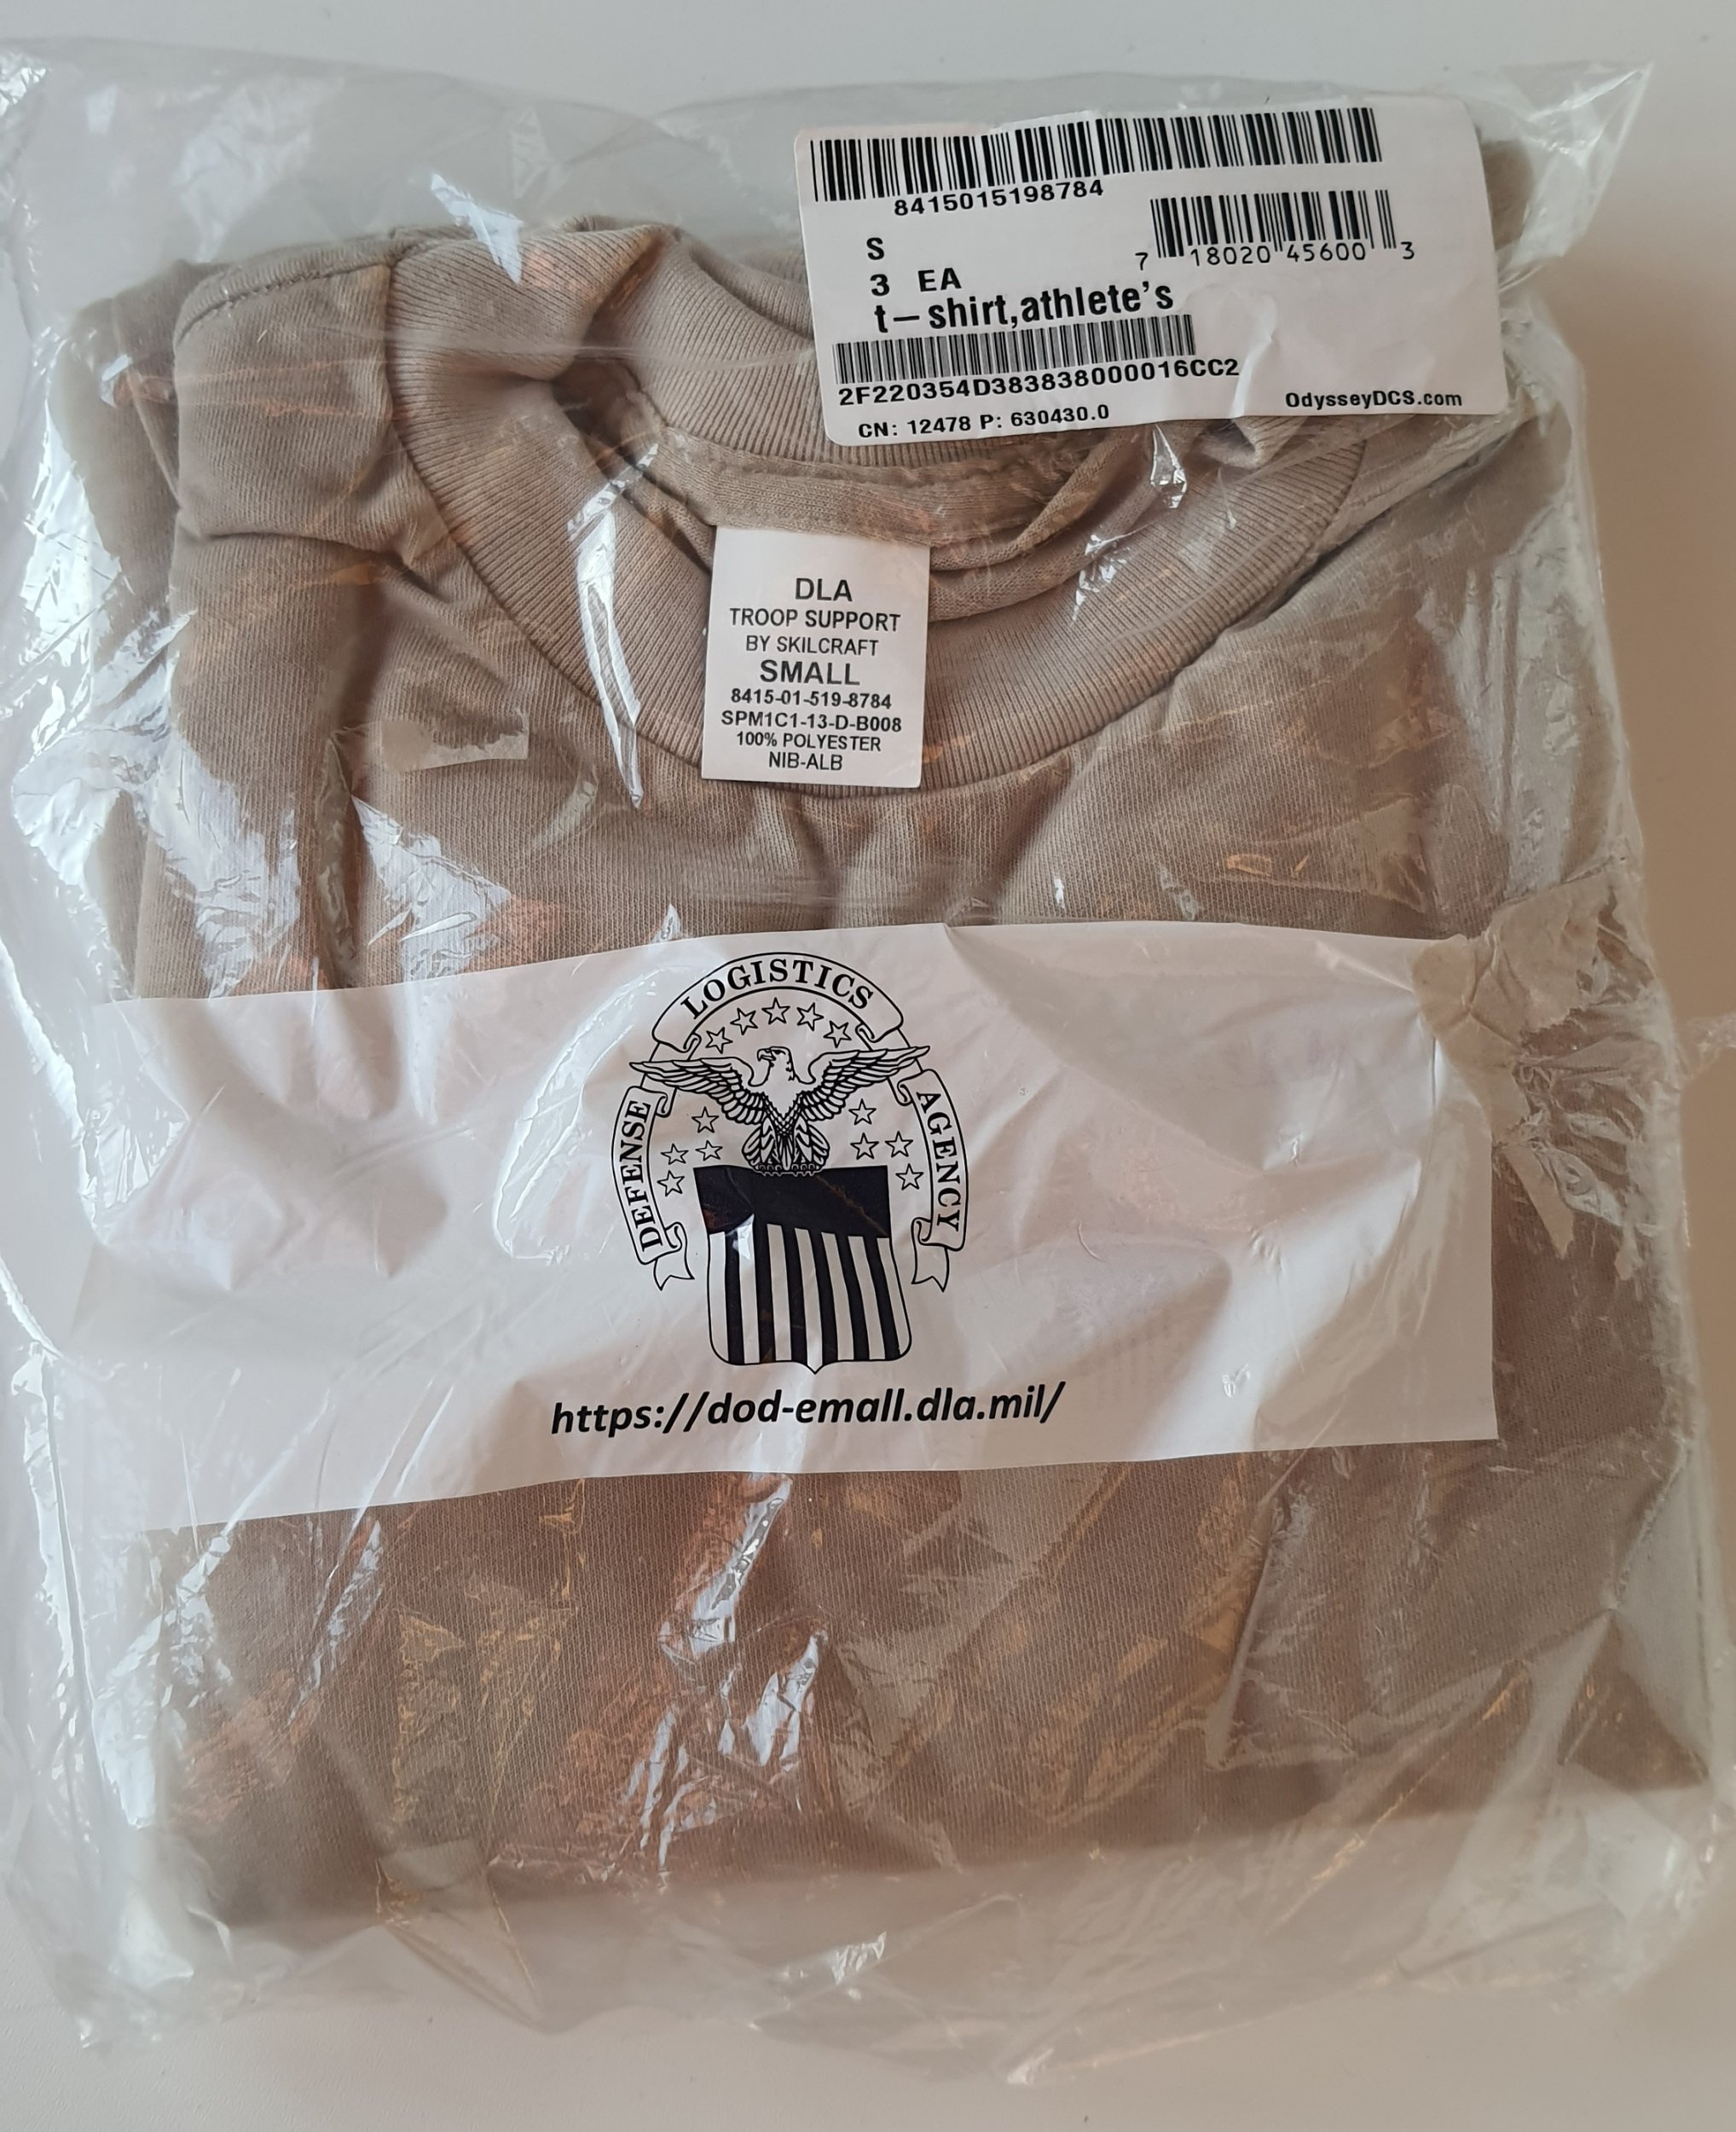 8415015198784
S
7 18020 45600 3
3 EA
t-shirt,athlete's
2F220354D383838000016CC2
CN: 12478 P: 630430.0
OdysseyDCS.com
DLA
TROOP SUPPORT
BY SKILCRAFT
SMALL
8415-01-519-8784
SPM1C1-13-D-B008
100% POLYESTER
NIB-ALB
DEFENSE
LOGISTICS
AGENCY
https://dod-emall.dla.mil/